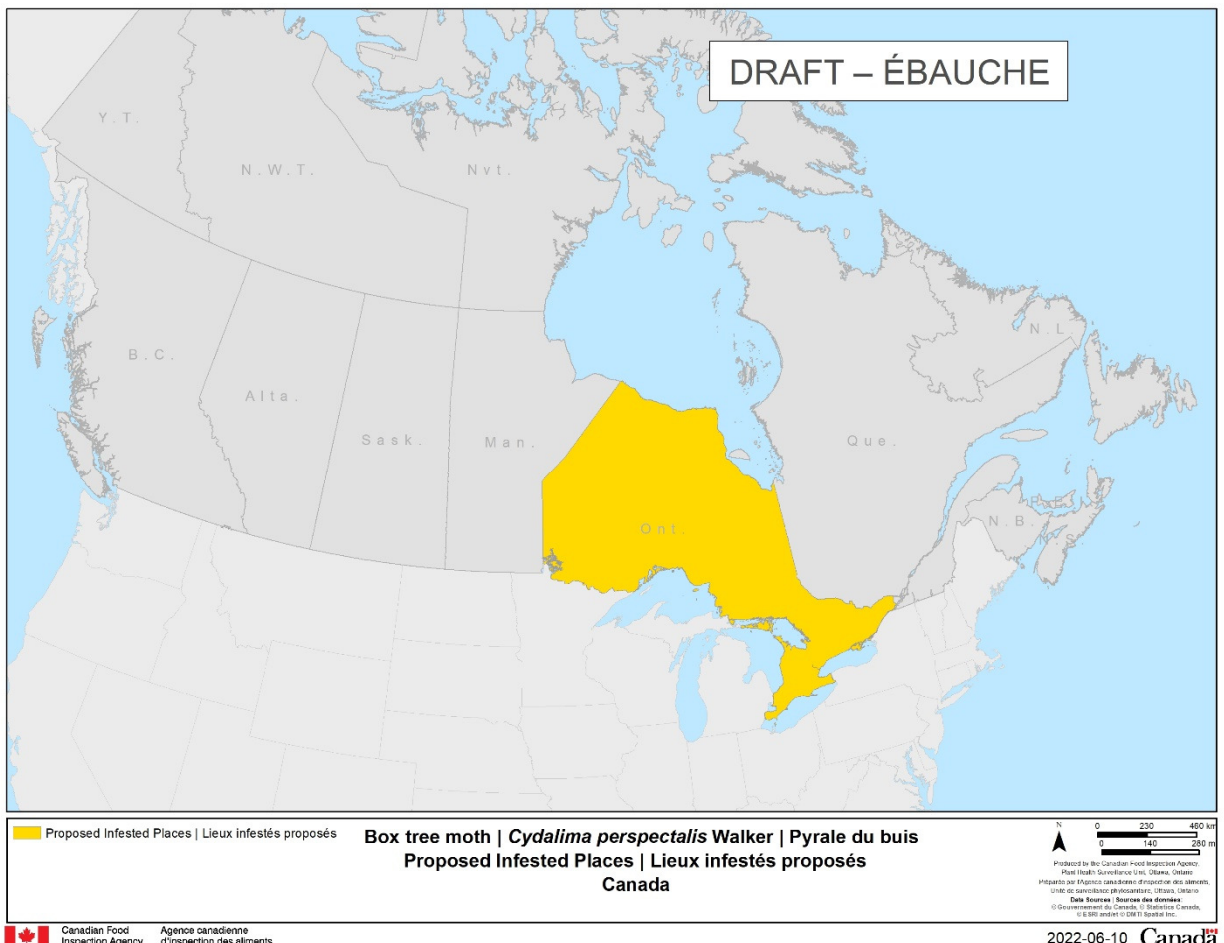 DRAFT – ÉBAUCHE
Y.T.
N.W.T.
Nvt.
B.C.
Alta.
Sask.
Man.
Ont.
Que.
N.L.
P.E.I.
N.B.
N.S.
Proposed Infested Places | Lieux infestés proposés
Box tree moth | Cydalima perspectalis Walker | Pyrale du buis
Proposed Infested Places | Lieux infestés proposés
Canada
N
0 230 460 km
0 140 280 m
Produced by the Canadian Food Inspection Agency,
Plant Health Surveillance Unit, Ottawa, Ontario
Préparée par l'Agence canadienne d'inspection des aliments,
Unité de surveillance phytosanitaire, Ottawa, Ontario
Data Sources | Sources des données:
© Gouvernement du Canada, © Statistics Canada,
© ESRI and/et © DMTI Spatial Inc.
Canadian Food
Inspection Agency
Agence canadienne
d'inspection des aliments
2022-06-10 Canada